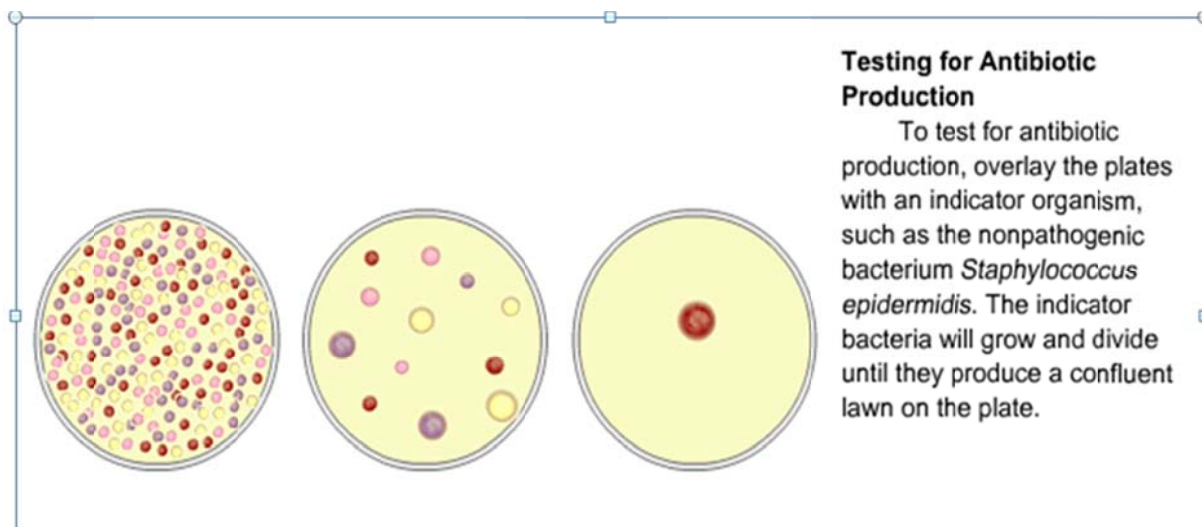 Testing for Antibiotic
Production
To test for antibiotic
production, overlay the plates
with an indicator organism,
such as the nonpathogenic
bacterium Staphylococcus
epidermidis. The indicator
bacteria will grow and divide
until they produce a confluent
lawn on the plate.